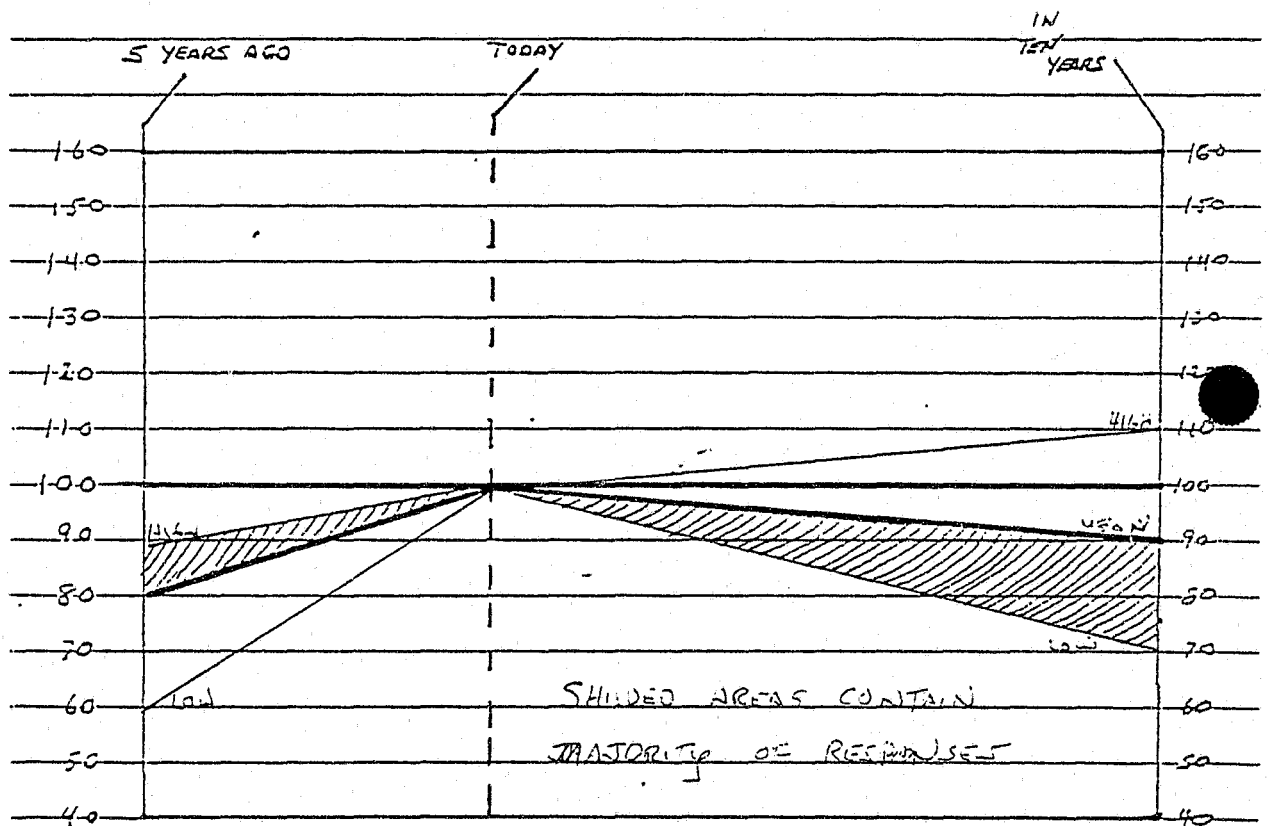 5 YEARS AGO
TODAY
IN
TEN
YEARS
160 160
150 150
140 140
130 130
120
110 110
100 100
HIGH
90 90
80 80
LOW
70 70
60 LOW 60
SHADED AREAS CONTAIN
MAJORITY OF RESPONSES
50 50
40 40